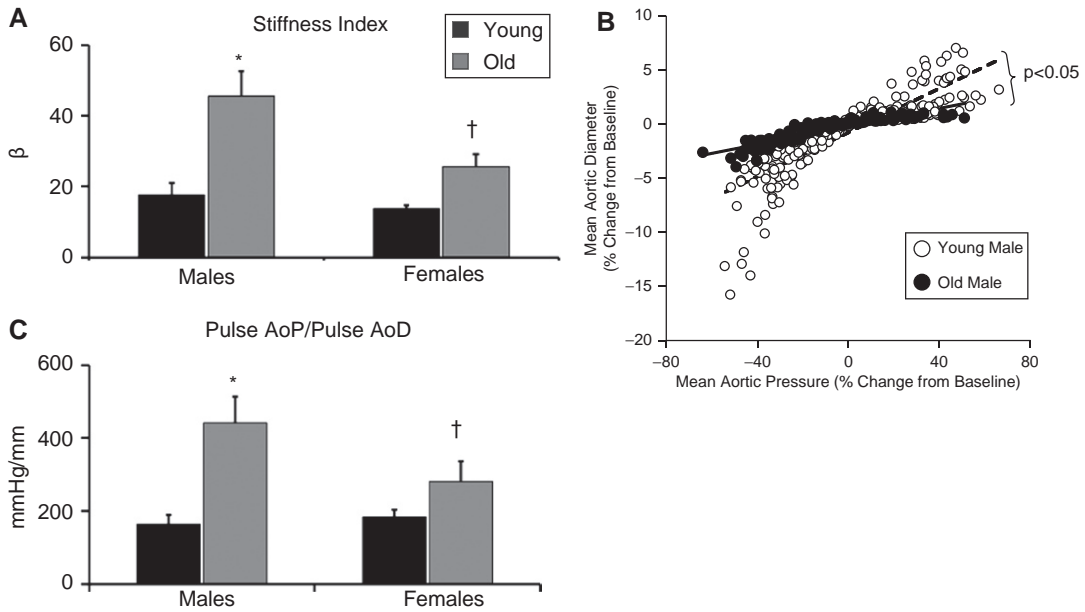 A
Stiffness Index
Young
Old
60
40
20
0
β
*
†
Males
Females
B
10
5
0
−5
−10
−15
−20
Mean Aortic Diameter
(% Change from Baseline)
p<0.05
Young Male
Old Male
−80
−40
0
40
80
Mean Aortic Pressure (% Change from Baseline)
C
Pulse AoP/Pulse AoD
600
400
200
0
mmHg/mm
*
†
Males
Females